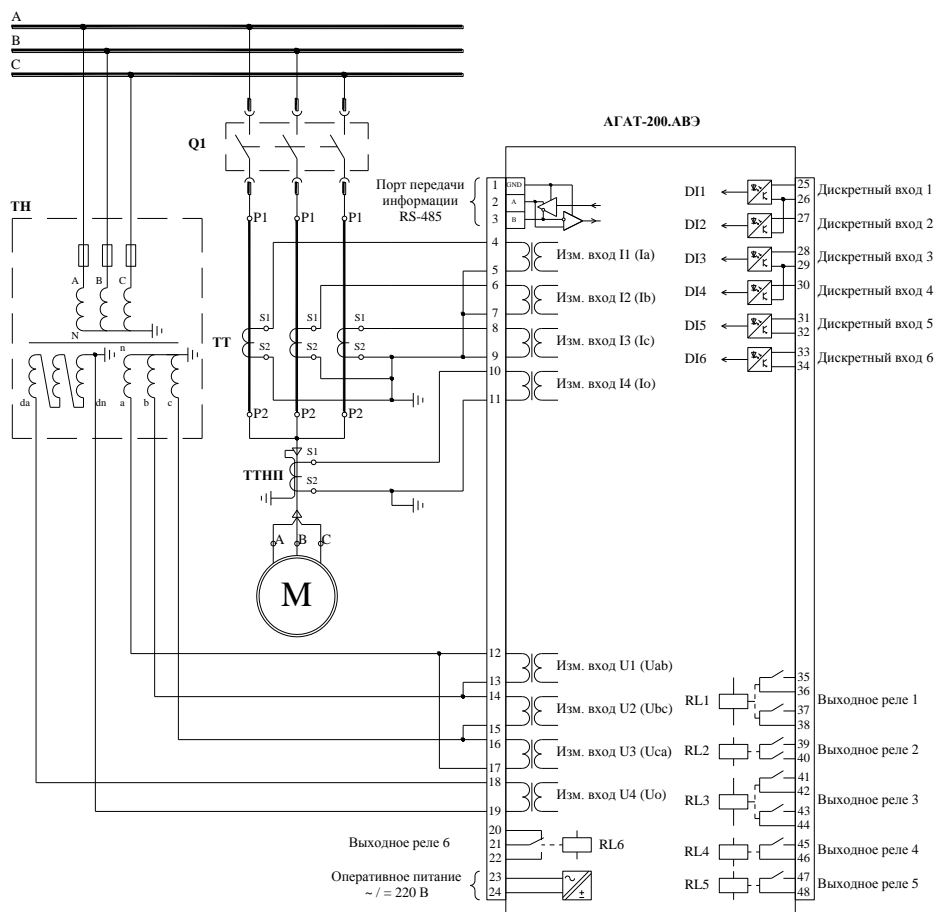 A
B
C
Q1
АГАТ-200.АВЭ
Порт передачи
информации
RS-485
1
GND
2
A
3
B
4
5
Изм. вход I1 (Ia)
6
7
Изм. вход I2 (Ib)
8
9
Изм. вход I3 (Ic)
10
11
Изм. вход I4 (Io)
ТН
A
B
C
N
n
da
dn
a
b
c
P1
P1
P1
S1
S1
S1
ТТ
S2
S2
S2
P2
P2
P2
S1
ТТНП
S2
A
B
C
M
12
13
Изм. вход U1 (Uab)
14
15
Изм. вход U2 (Ubc)
16
17
Изм. вход U3 (Uca)
18
19
Изм. вход U4 (Uo)
Выходное реле 6
20
21
22
RL6
Оперативное питание
~ / = 220 В
23
24
~
±
DI1
25
26
Дискретный вход 1
DI2
27
Дискретный вход 2
DI3
28
29
Дискретный вход 3
DI4
30
Дискретный вход 4
DI5
31
32
Дискретный вход 5
DI6
33
34
Дискретный вход 6
RL1
35
36
37
38
Выходное реле 1
RL2
39
40
Выходное реле 2
RL3
41
42
43
44
Выходное реле 3
RL4
45
46
Выходное реле 4
RL5
47
48
Выходное реле 5